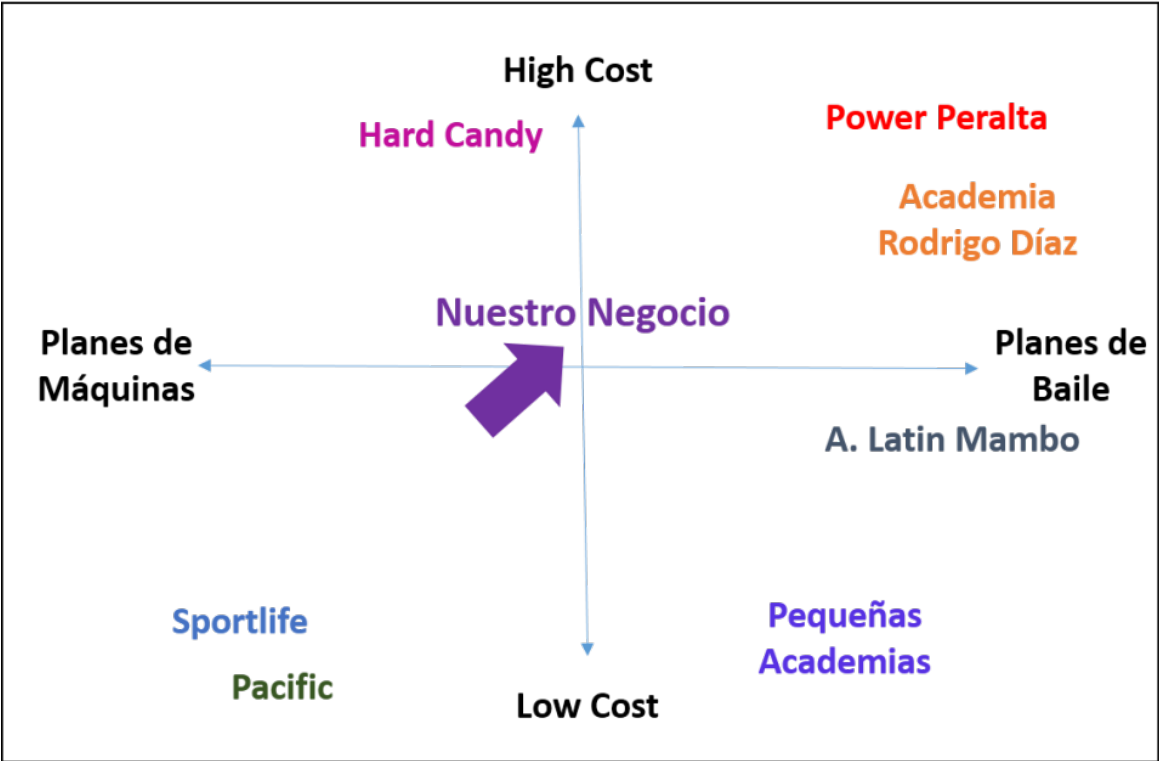 High Cost
Hard Candy
Power Peralta
Academia
Rodrigo Díaz
Nuestro Negocio
Planes de
Máquinas
Planes de
Baile
A. Latin Mambo
Sportlife
Pacific
Pequeñas
Academias
Low Cost